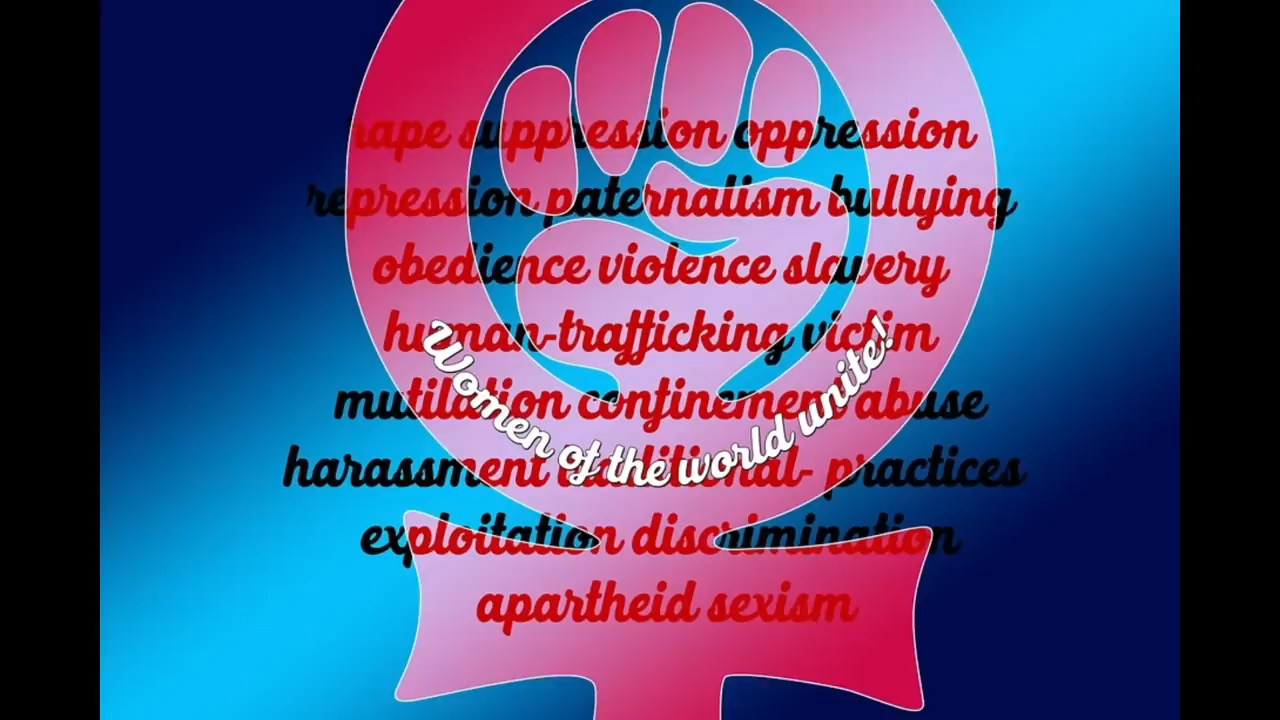 rape suppression oppression
repression paternalism bullying
obedience violence slavery
human-trafficking victim
mutilation confinement abuse
harassment traditional- practices
exploitation discrimination
apartheid sexism
Women of the world unite!